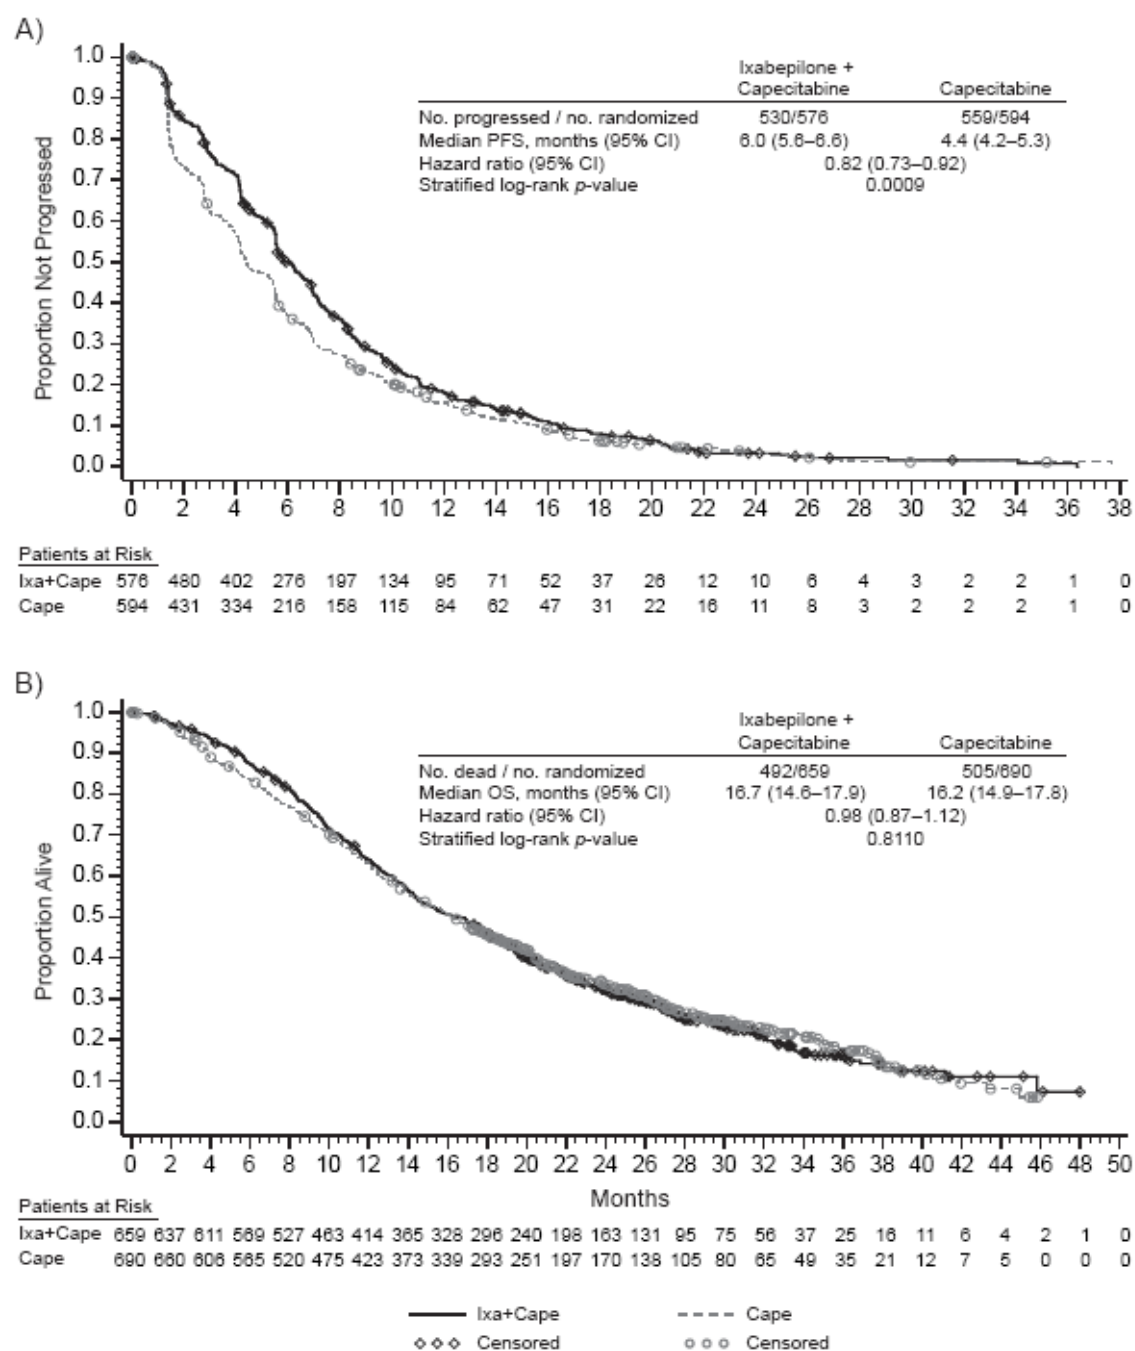 A)
Ixabepilone +
Capecitabine Capecitabine
No. progressed / no. randomized 530/576 559/594
Median PFS, months (95% CI) 6.0 (5.6–6.6) 4.4 (4.2–5.3)
Hazard ratio (95% CI) 0.82 (0.73–0.92)
Stratified log-rank p-value 0.0009
Proportion Not Progressed
1.0
0.9
0.8
0.7
0.6
0.5
0.4
0.3
0.2
0.1
0.0
0 2 4 6 8 10 12 14 16 18 20 22 24 26 28 30 32 34 36 38
Patients at Risk
Ixa+Cape 576 480 402 276 197 134 95 71 52 37 26 12 10 6 4 3 2 2 1 0
Cape 594 431 334 216 158 115 84 62 47 31 22 16 11 8 3 2 2 2 1 0
B)
Ixabepilone +
Capecitabine Capecitabine
No. dead / no. randomized 492/659 505/690
Median OS, months (95% CI) 16.7 (14.6–17.9) 16.2 (14.9–17.8)
Hazard ratio (95% CI) 0.98 (0.87–1.12)
Stratified log-rank p-value 0.8110
Proportion Alive
1.0
0.9
0.8
0.7
0.6
0.5
0.4
0.3
0.2
0.1
0.0
0 2 4 6 8 10 12 14 16 18 20 22 24 26 28 30 32 34 36 38 40 42 44 46 48 50
Months
Patients at Risk
Ixa+Cape 659 637 611 569 527 463 414 365 328 296 240 198 163 131 95 75 56 37 25 16 11 6 4 2 1 0
Cape 690 660 606 565 520 475 423 373 339 293 251 197 170 138 105 80 65 49 35 21 12 7 5 0 0 0
Ixa+Cape Cape
Censored Censored